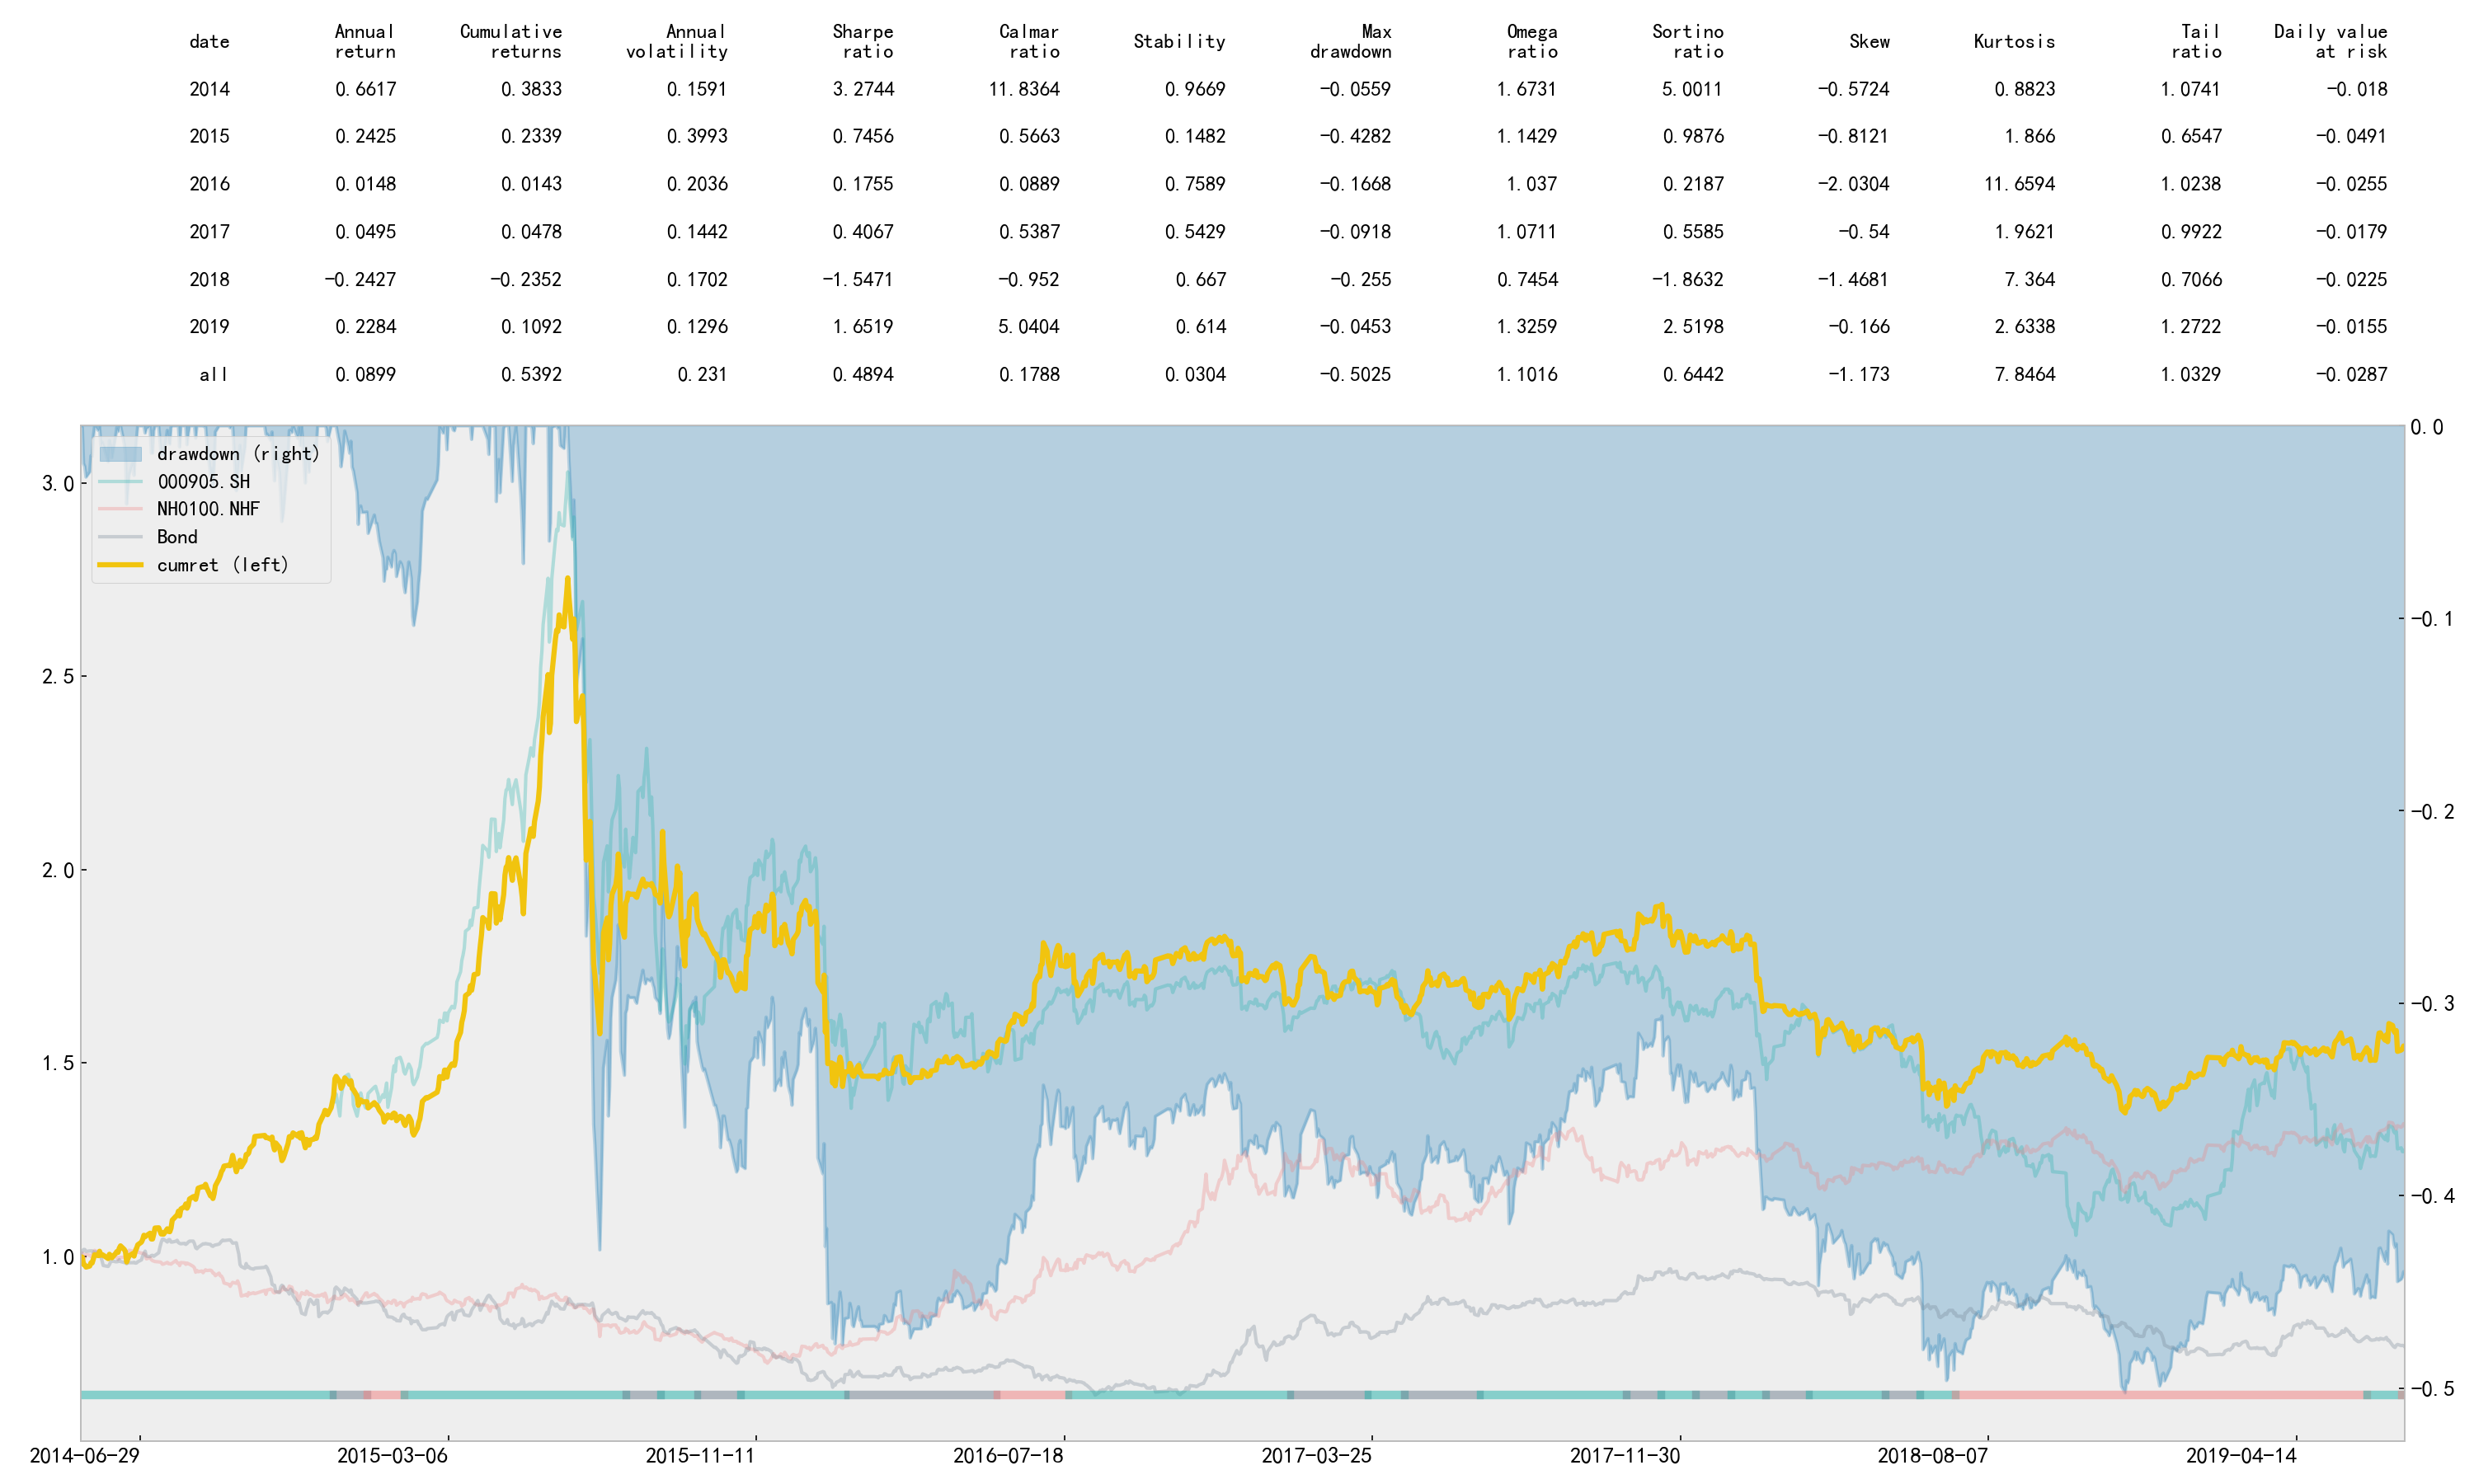 date Annual return Cumulative returns Annual volatility Sharpe ratio Calmar ratio Stability Max drawdown Omega ratio Sortino ratio Skew Kurtosis Tail ratio Daily value at risk
2014 0.6617 0.3833 0.1591 3.2744 11.8364 0.9669 −0.0559 1.6731 5.0011 −0.5724 0.8823 1.0741 −0.018
2015 0.2425 0.2339 0.3993 0.7456 0.5663 0.1482 −0.4282 1.1429 0.9876 −0.8121 1.866 0.6547 −0.0491
2016 0.0148 0.0143 0.2036 0.1755 0.0889 0.7589 −0.1668 1.037 0.2187 −2.0304 11.6594 1.0238 −0.0255
2017 0.0495 0.0478 0.1442 0.4067 0.5387 0.5429 −0.0918 1.0711 0.5585 −0.54 1.9621 0.9922 −0.0179
2018 −0.2427 −0.2352 0.1702 −1.5471 −0.952 0.667 −0.255 0.7454 −1.8632 −1.4681 7.364 0.7066 −0.0225
2019 0.2284 0.1092 0.1296 1.6519 5.0404 0.614 −0.0453 1.3259 2.5198 −0.166 2.6338 1.2722 −0.0155
all 0.0899 0.5392 0.231 0.4894 0.1788 0.0304 −0.5025 1.1016 0.6442 −1.173 7.8464 1.0329 −0.0287
drawdown (right)
000905.SH
NH0100.NHF
Bond
cumret (left)
3.0
2.5
2.0
1.5
1.0
0.0
−0.1
−0.2
−0.3
−0.4
−0.5
2014−06−29 2015−03−06 2015−11−11 2016−07−18 2017−03−25 2017−11−30 2018−08−07 2019−04−14